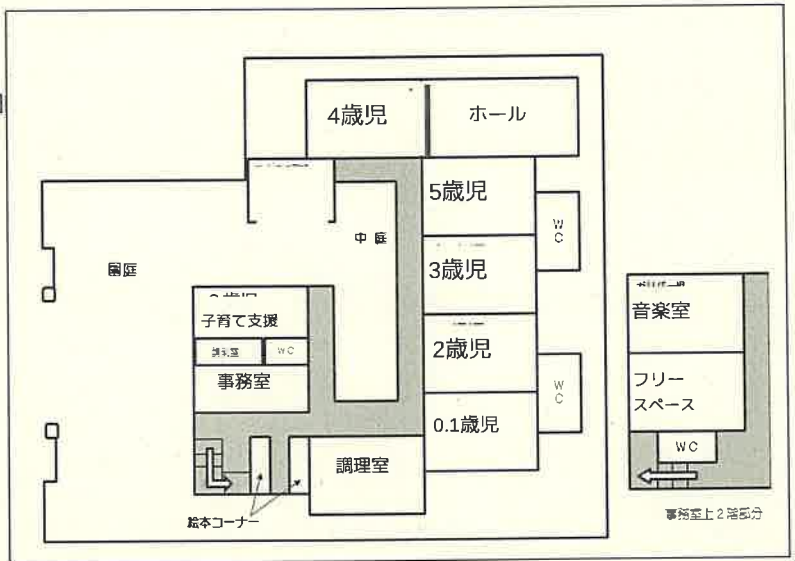 4歳児
ホール
5歳児
WC
中庭
園庭
3歳児
子育て支援
調乳室
WC
音楽室
2歳児
事務室
フリー
スペース
WC
0.1歳児
調理室
WC
絵本コーナー
事務室上2階部分